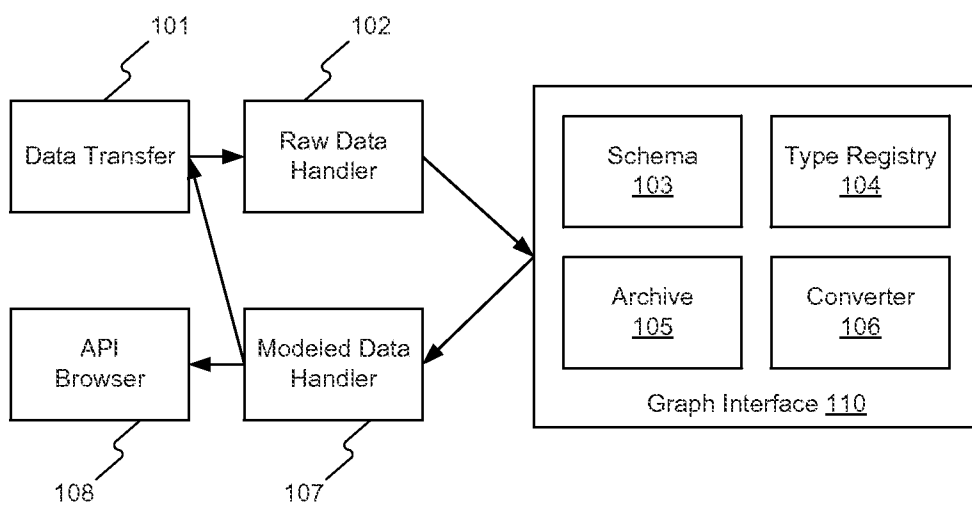 101
102
Data Transfer
Raw Data
Handler
Schema
103
Type Registry
104
API
Browser
Modeled Data
Handler
Archive
105
Converter
106
Graph Interface 110
108
107